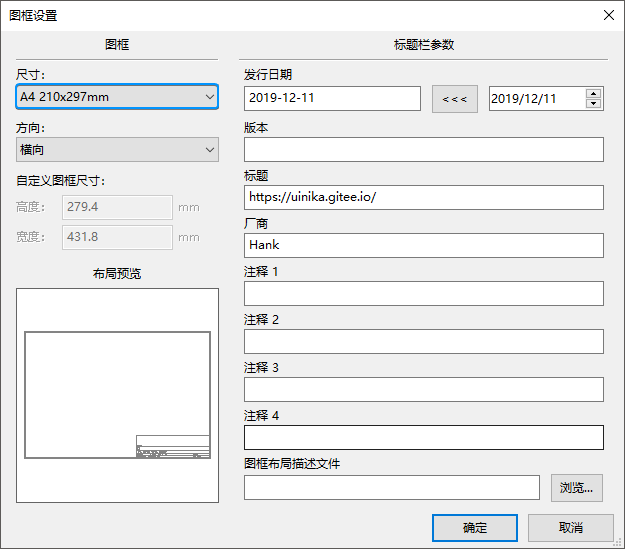 图框设置
图框
尺寸：
A4 210x297mm
方向：
横向
自定义图框尺寸：
高度： 279.4 mm
宽度： 431.8 mm
布局预览
标题栏参数
发行日期
2019-12-11 <<< 2019/12/11
版本
标题
https://uinika.gitee.io/
厂商
Hank
注释 1
注释 2
注释 3
注释 4
图框布局描述文件
浏览...
确定 取消